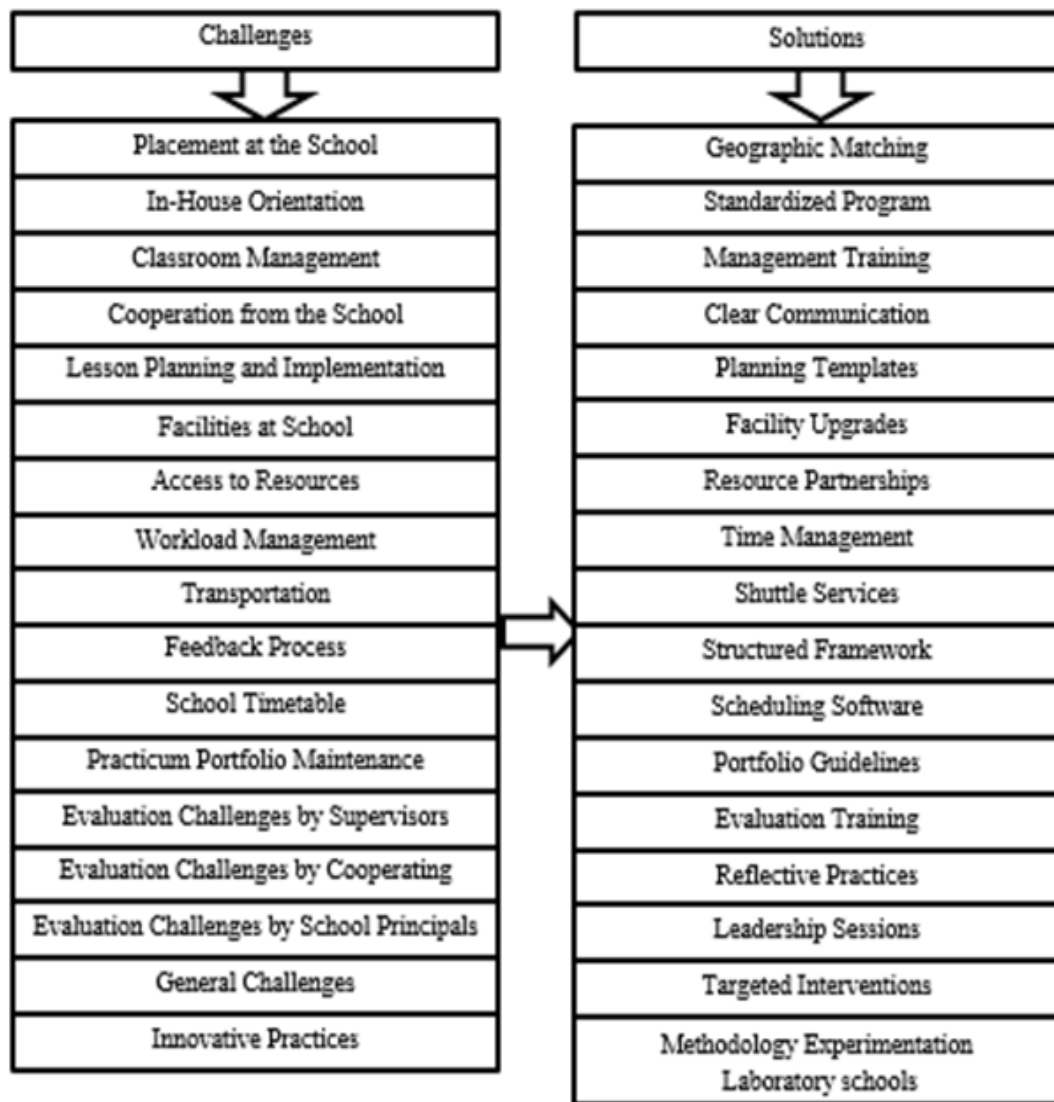 Challenges
Placement at the School
In-House Orientation
Classroom Management
Cooperation from the School
Lesson Planning and Implementation
Facilities at School
Access to Resources
Workload Management
Transportation
Feedback Process
School Timetable
Practicum Portfolio Maintenance
Evaluation Challenges by Supervisors
Evaluation Challenges by Cooperating
Evaluation Challenges by School Principals
General Challenges
Innovative Practices
Solutions
Geographic Matching
Standardized Program
Management Training
Clear Communication
Planning Templates
Facility Upgrades
Resource Partnerships
Time Management
Shuttle Services
Structured Framework
Scheduling Software
Portfolio Guidelines
Evaluation Training
Reflective Practices
Leadership Sessions
Targeted Interventions
Methodology Experimentation
Laboratory schools